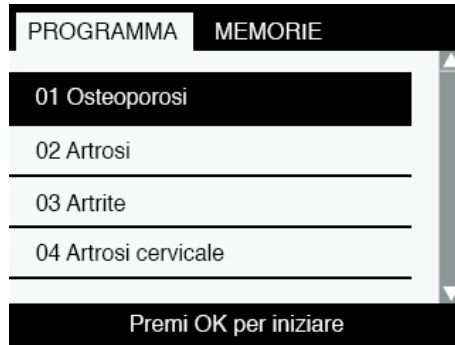 PROGRAMMA MEMORIE
01 Osteoporosi
02 Artrosi
03 Artrite
04 Artrosi cervicale
Premi OK per iniziare